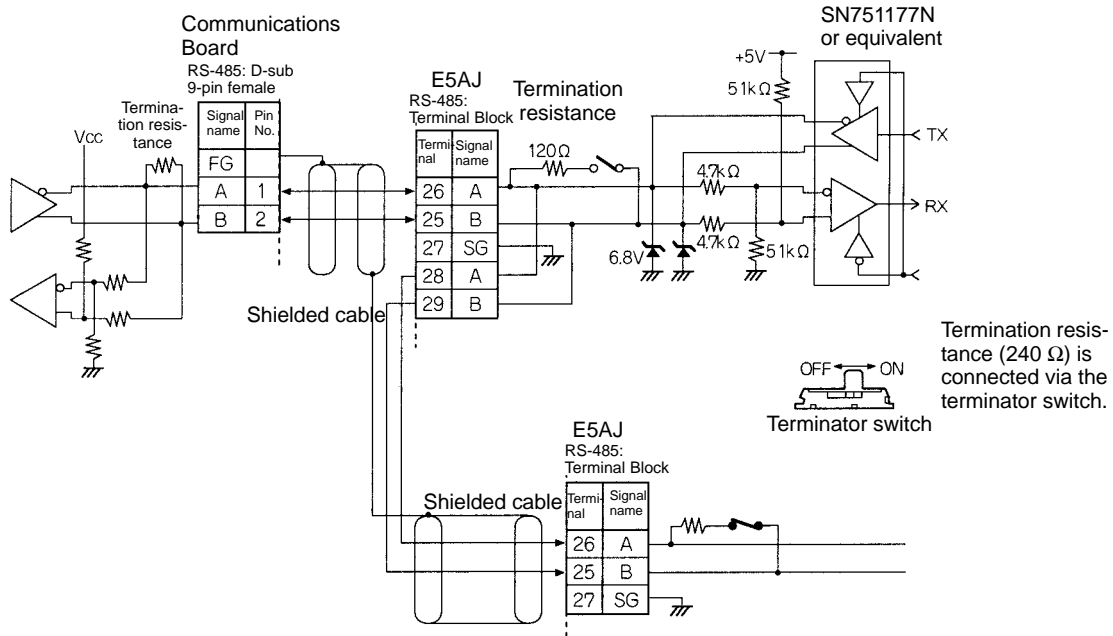 Communications
Board
RS-485: D-sub
9-pin female
Termina-
tion resis-
tance
Vcc
Signal
name
Pin
No.
FG
A 1
B 2
Shielded cable
E5AJ
RS-485:
Terminal Block
Termi-
nal
Signal
name
26 A
25 B
27 SG
28 A
29 B
Termination
resistance
120Ω
SN751177N
or equivalent
+5V
51kΩ
TX
4.7kΩ
RX
4.7kΩ
6.8V
51kΩ
Termination resis-
tance (240 Ω) is
connected via the
terminator switch.
OFF ON
Terminator switch
E5AJ
RS-485:
Terminal Block
Shielded cable
Termi-
nal
Signal
name
26 A
25 B
27 SG